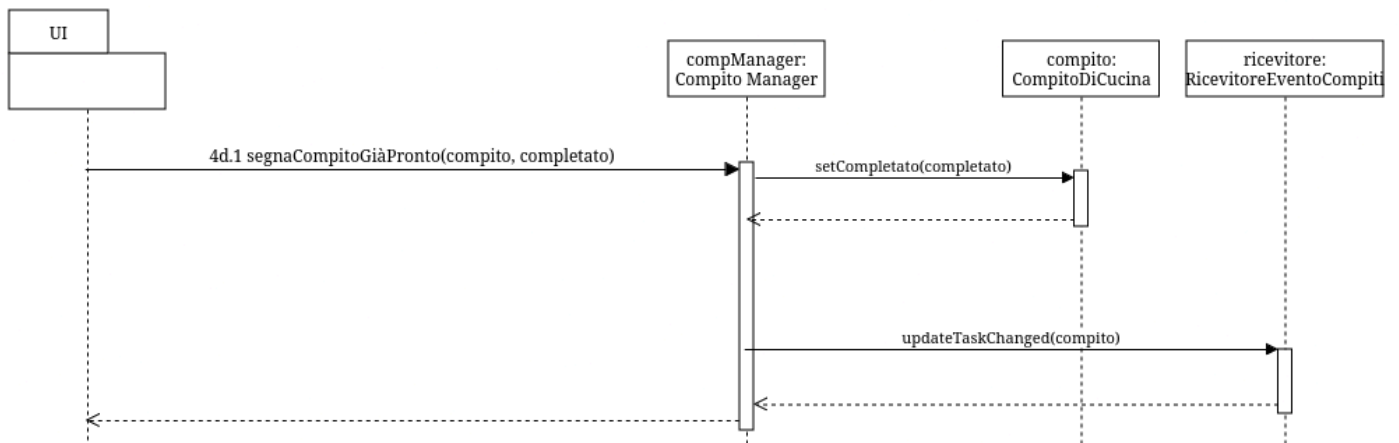 UI
compManager:
Compito Manager
compito:
CompitoDiCucina
ricevitore:
RicevitoreEventoCompiti
4d.1 segnaCompitoGiàPronto(compito, completato)
setCompletato(completato)
updateTaskChanged(compito)